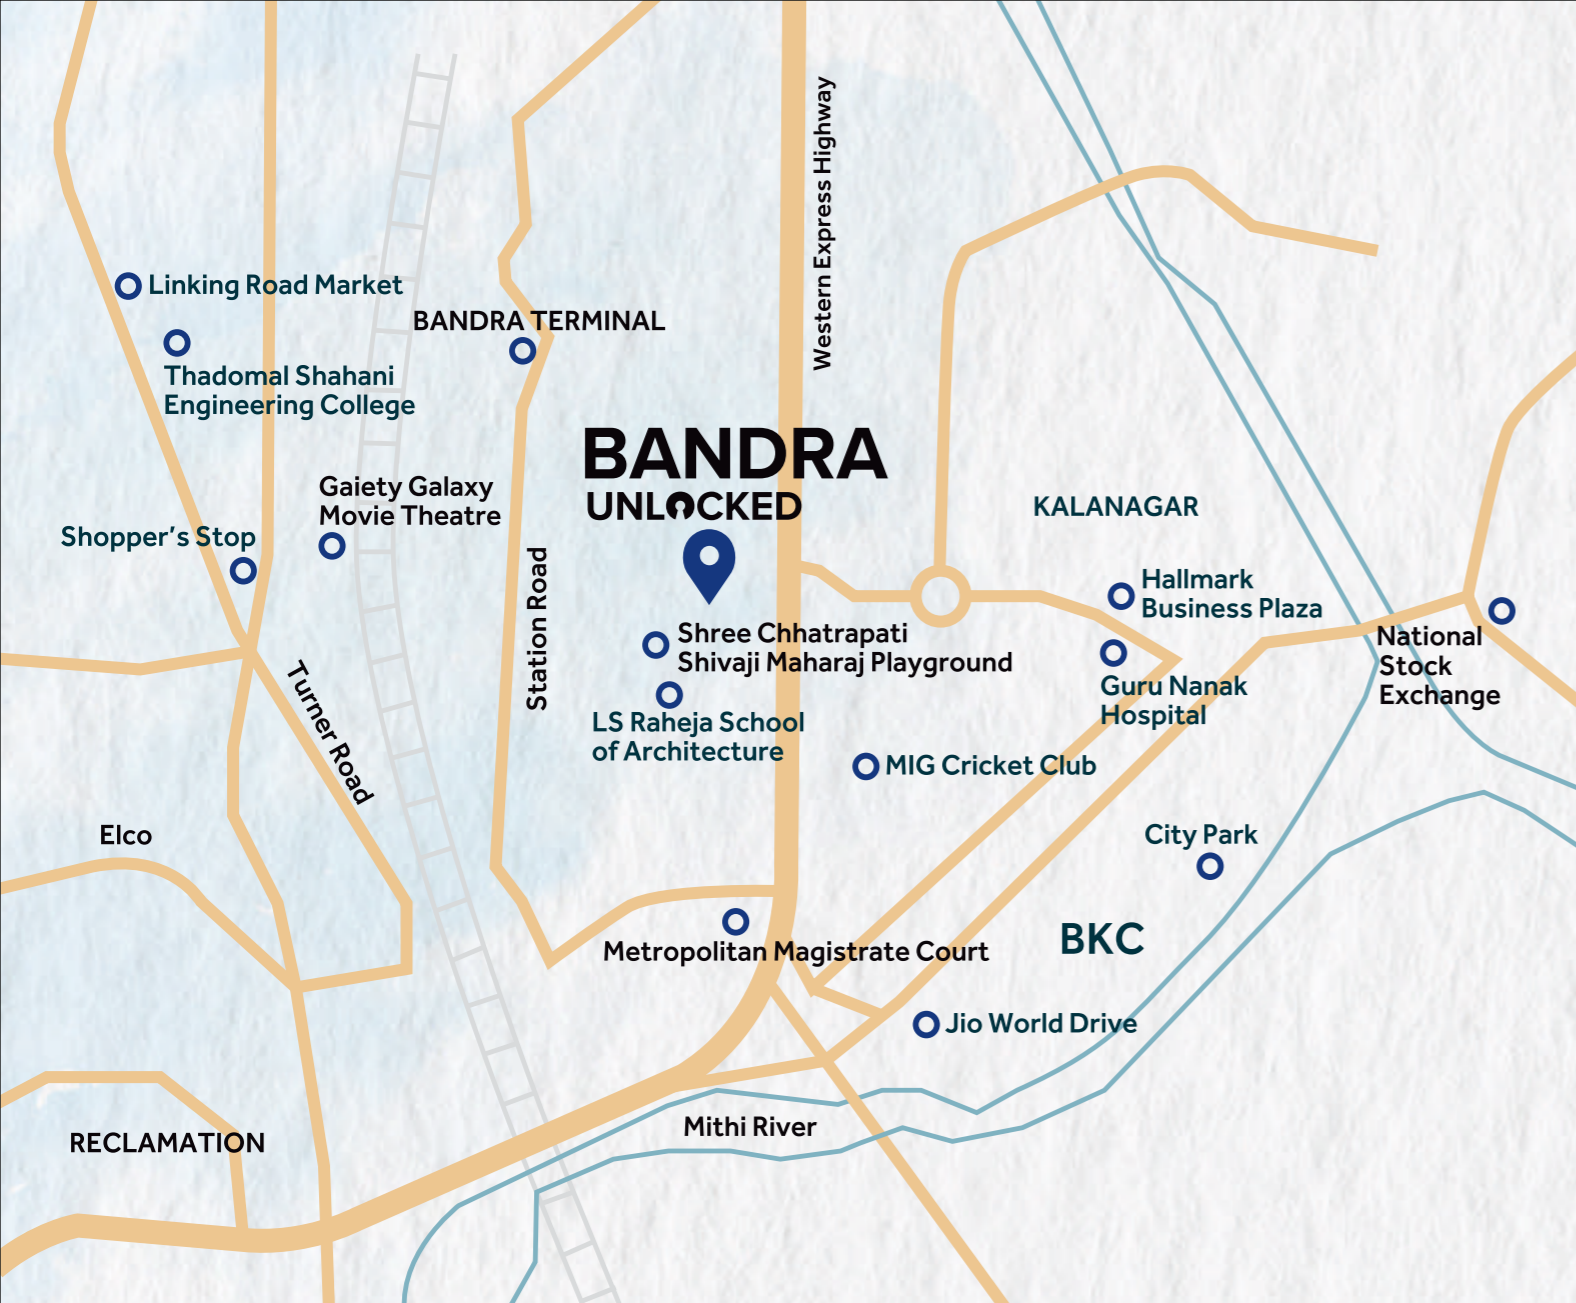 Western Express Highway
Linking Road Market
BANDRA TERMINAL
Thadomal Shahani
Engineering College
BANDRA
UNLOCKED
Gaiety Galaxy
Movie Theatre
KALANAGAR
Shopper's Stop
Station Road
Hallmark
Business Plaza
Shree Chhatrapati
Shivaji Maharaj Playground
National
Stock
Exchange
Guru Nanak
Hospital
Turner Road
LS Raheja School
of Architecture
MIG Cricket Club
Elco
City Park
BKC
Metropolitan Magistrate Court
Jio World Drive
Mithi River
RECLAMATION